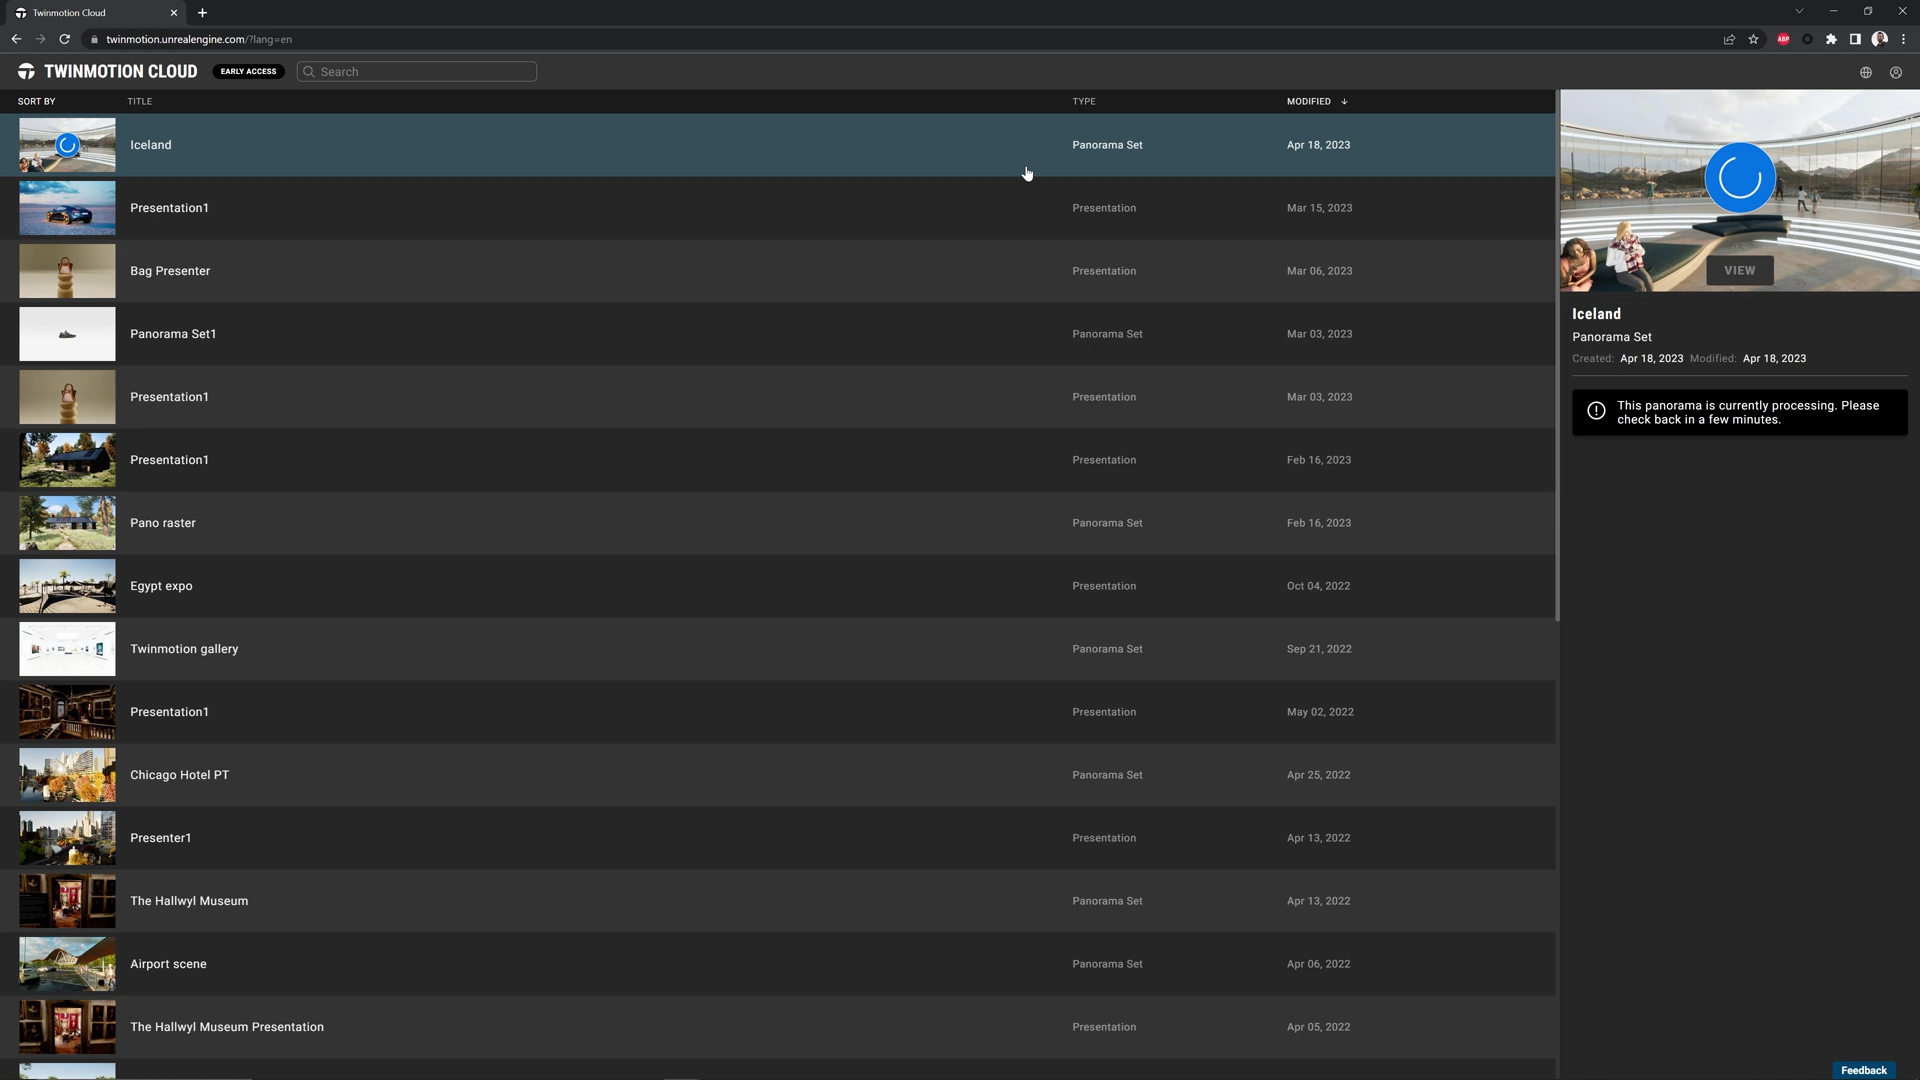 Twinmotion Cloud
twinmotion.unrealengine.com/?lang=en
ABP
TWINMOTION CLOUD
EARLY ACCESS
Search
SORT BY
TITLE
TYPE
MODIFIED
Iceland
Panorama Set
Apr 18, 2023
Presentation1
Presentation
Mar 15, 2023
Bag Presenter
Presentation
Mar 06, 2023
Panorama Set1
Panorama Set
Mar 03, 2023
Presentation1
Presentation
Mar 03, 2023
Presentation1
Presentation
Feb 16, 2023
Pano raster
Panorama Set
Feb 16, 2023
Egypt expo
Presentation
Oct 04, 2022
Twinmotion gallery
Panorama Set
Sep 21, 2022
Presentation1
Presentation
May 02, 2022
Chicago Hotel PT
Panorama Set
Apr 25, 2022
Presenter1
Presentation
Apr 13, 2022
The Hallwyl Museum
Panorama Set
Apr 13, 2022
Airport scene
Panorama Set
Apr 06, 2022
The Hallwyl Museum Presentation
Presentation
Apr 05, 2022
VIEW
Iceland
Panorama Set
Created: Apr 18, 2023 Modified: Apr 18, 2023
This panorama is currently processing. Please
check back in a few minutes.
Feedback